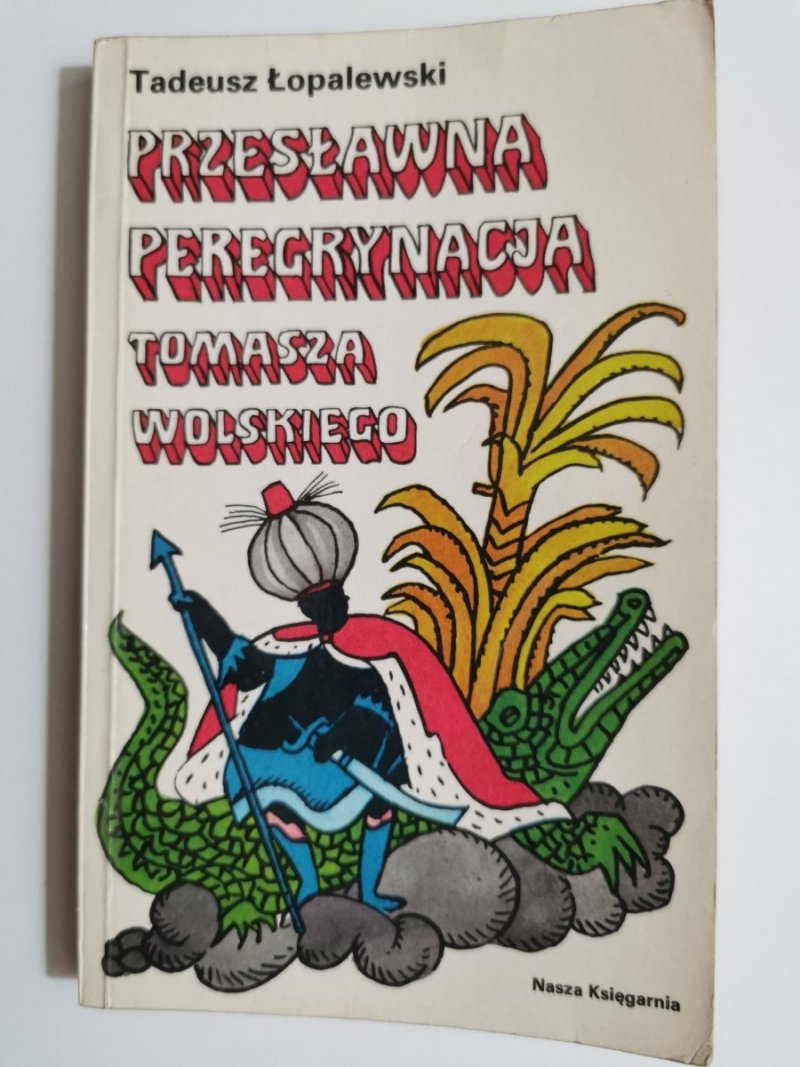 Tadeusz Łopalewski
PRZESŁAWNA
PEREGRYNACJA
TOMASZA
WOLSKIEGO
Nasza Księgarnia